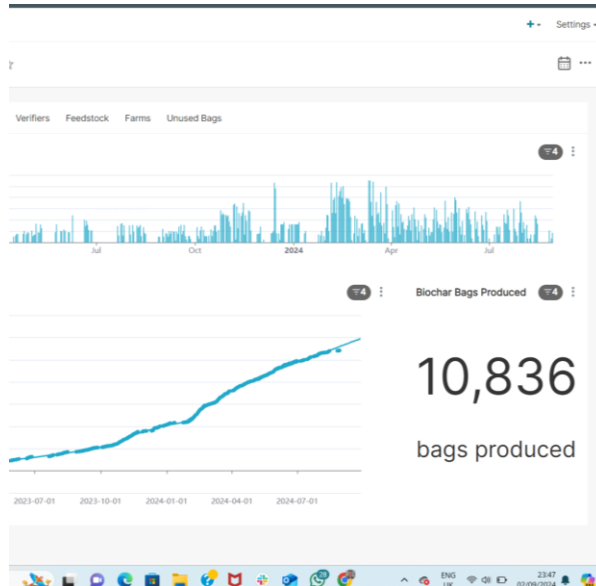 +
Settings
Verifiers Feedstock Farms Unused Bags
4
Jul Oct 2024 Apr Jul
4
Biochar Bags Produced 4
10,836
bags produced
2023-07-01 2023-10-01 2024-01-01 2024-04-01 2024-07-01
ENG
UK
23:47
02/09/2024